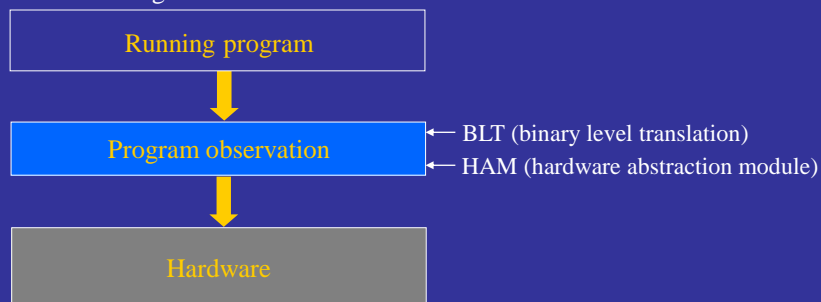 Running program
Program observation
BLT (binary level translation)
HAM (hardware abstraction module)
Hardware